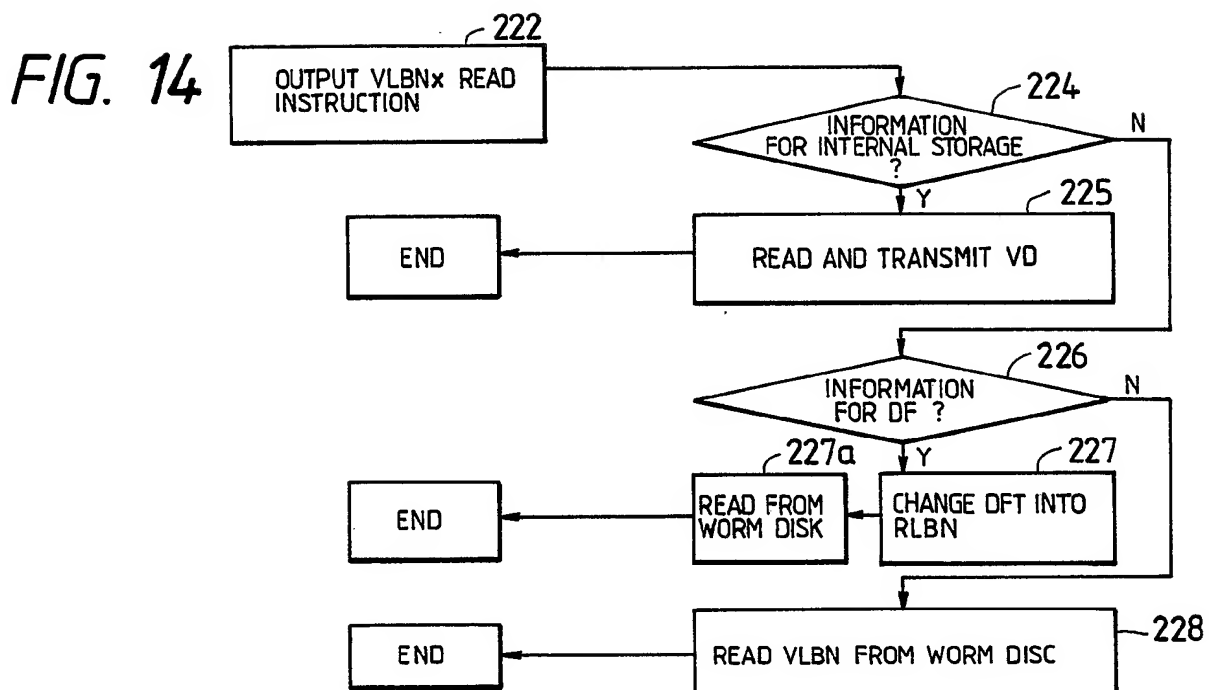 FIG. 14
222
OUTPUT VLBNx READ
INSTRUCTION
224
INFORMATION
FOR INTERNAL STORAGE
?
N
Y
225
END
READ AND TRANSMIT VD
226
INFORMATION
FOR DF ?
N
Y
227a
227
END
READ FROM
WORM DISK
CHANGE DFT INTO
RLBN
END
READ VLBN FROM WORM DISC
228